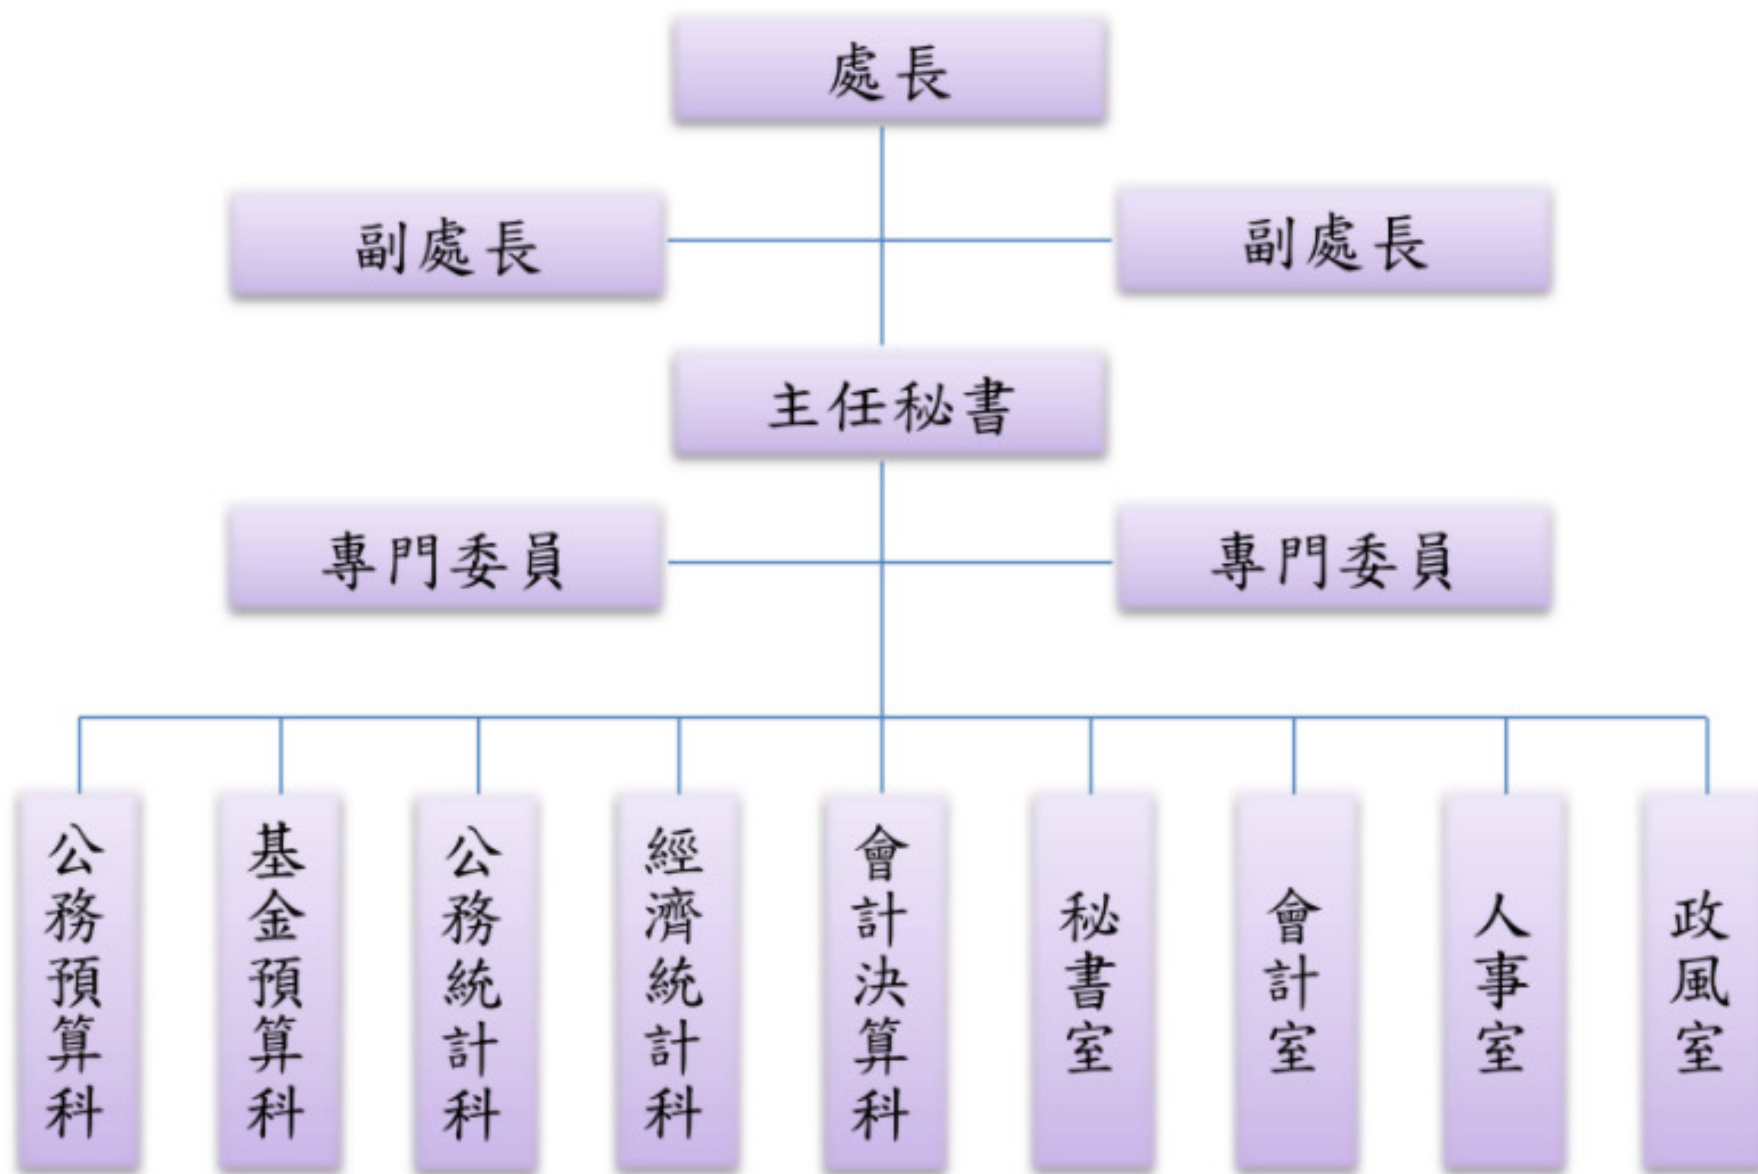 處長
副處長
副處長
主任秘書
專門委員
專門委員
公務預算科
基金預算科
公務統計科
經濟統計科
會計決算科
秘書室
會計室
人事室
政風室